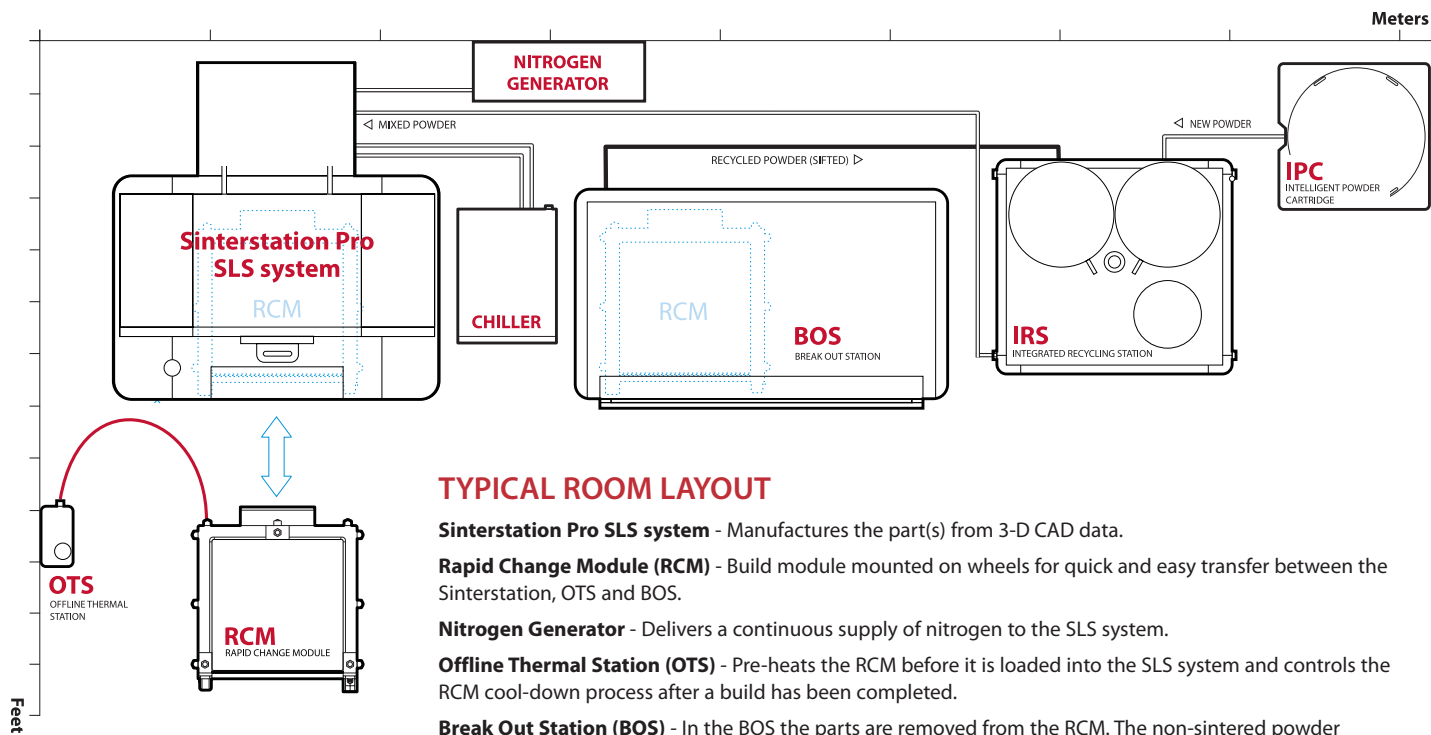 Meters
NITROGEN
GENERATOR
◁ MIXED POWDER
◁ NEW POWDER
RECYCLED POWDER (SIFTED) ▷
IPC
INTELLIGENT POWDER
CARTRIDGE
Sinterstation Pro
SLS system
RCM
CHILLER
RCM
BOS
BREAK OUT STATION
IRS
INTEGRATED RECYCLING STATION
OTS
OFFLINE THERMAL
STATION
RCM
RAPID CHANGE MODULE
Feet
TYPICAL ROOM LAYOUT
Sinterstation Pro SLS system - Manufactures the part(s) from 3-D CAD data.
Rapid Change Module (RCM) - Build module mounted on wheels for quick and easy transfer between the
Sinterstation, OTS and BOS.
Nitrogen Generator - Delivers a continuous supply of nitrogen to the SLS system.
Offline Thermal Station (OTS) - Pre-heats the RCM before it is loaded into the SLS system and controls the
RCM cool-down process after a build has been completed.
Break Out Station (BOS) - In the BOS the parts are removed from the RCM. The non-sintered powder